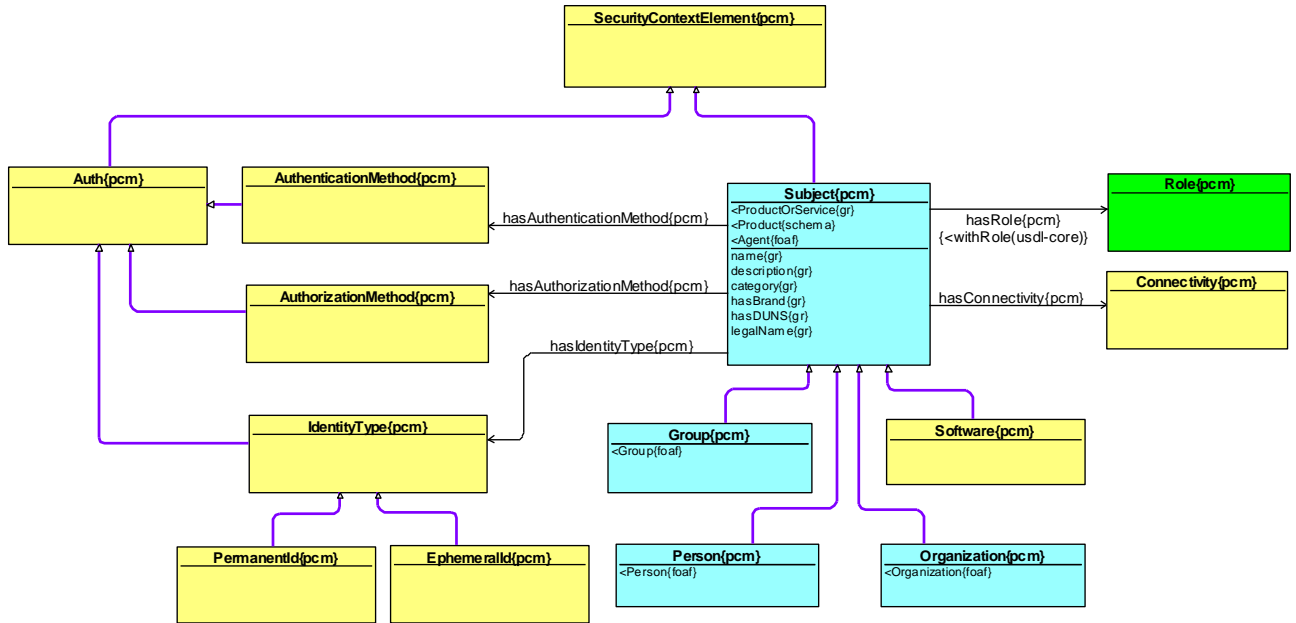 SecurityContextElement{pcm}
Auth{pcm}
AuthenticationMethod{pcm}
hasAuthenticationMethod{pcm}
Subject{pcm}
<ProductOrService{gr}
<Product{schema}
<Agent{foaf}
name{gr}
description{gr}
category{gr}
hasBrand{gr}
hasDUNS{gr}
legalName{gr}
hasRole{pcm}
{<withRole(usdl-core)}
Role{pcm}
AuthorizationMethod{pcm}
hasAuthorizationMethod{pcm}
hasConnectivity{pcm}
Connectivity{pcm}
hasIdentityType{pcm}
IdentityType{pcm}
Group{pcm}
<Group{foaf}
Software{pcm}
PermanentId{pcm}
EphemeralId{pcm}
Person{pcm}
<Person{foaf}
Organization{pcm}
<Organization{foaf}